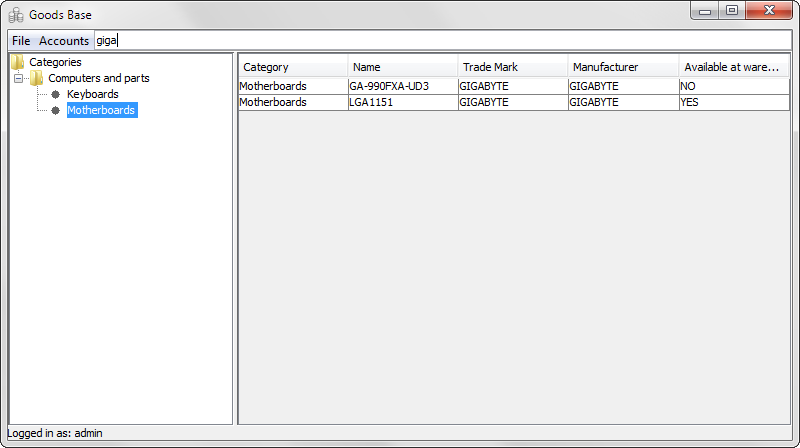 Goods Base
File Accounts giga
Categories
Computers and parts
Keyboards
Motherboards
Category Name Trade Mark Manufacturer Available at ware...
Motherboards GA-990FXA-UD3 GIGABYTE GIGABYTE NO
Motherboards LGA1151 GIGABYTE GIGABYTE YES
Logged in as: admin